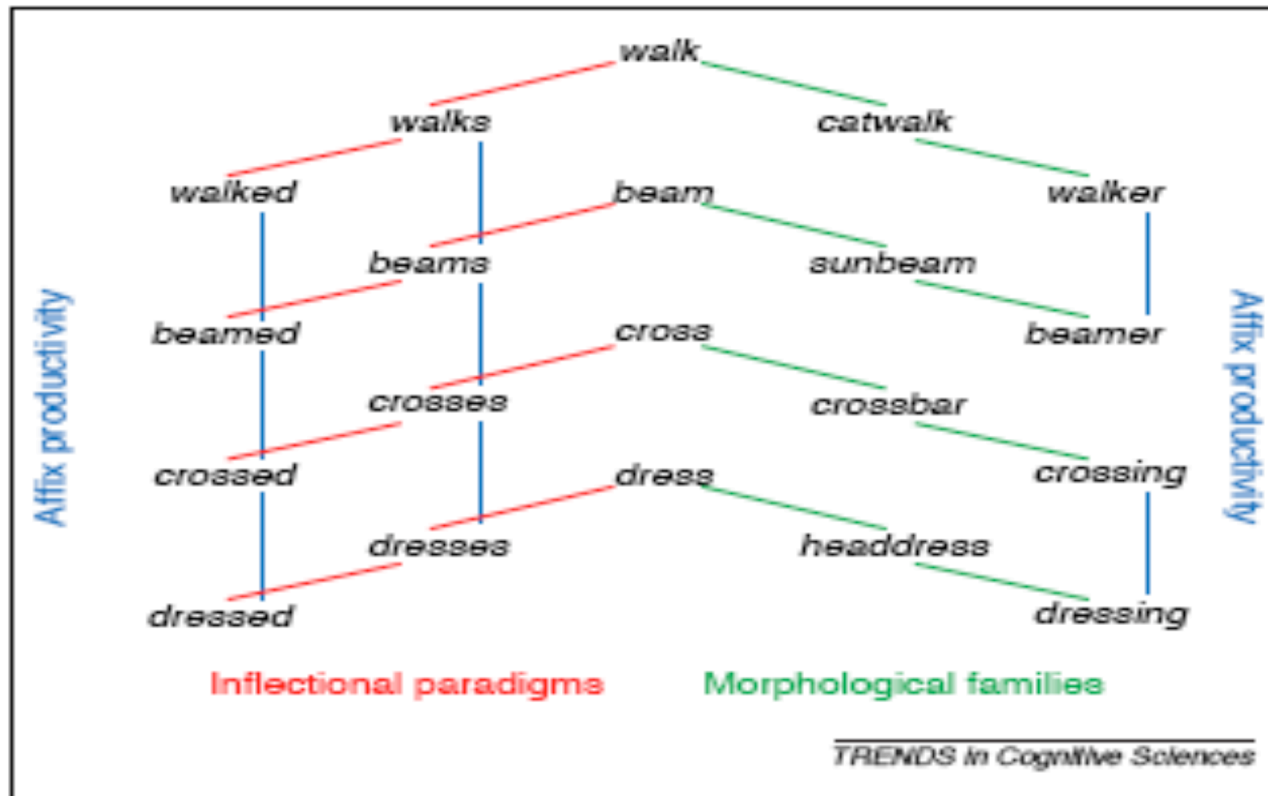 walk
walks catwalk
walked beam walker
beams sunbeam
beamed cross beamer
crosses crossbar
crossed dress crossing
dresses headdress
dressed dressing
Affix productivity
Affix productivity
Inflectional paradigms Morphological families
TRENDS in Cognitive Sciences